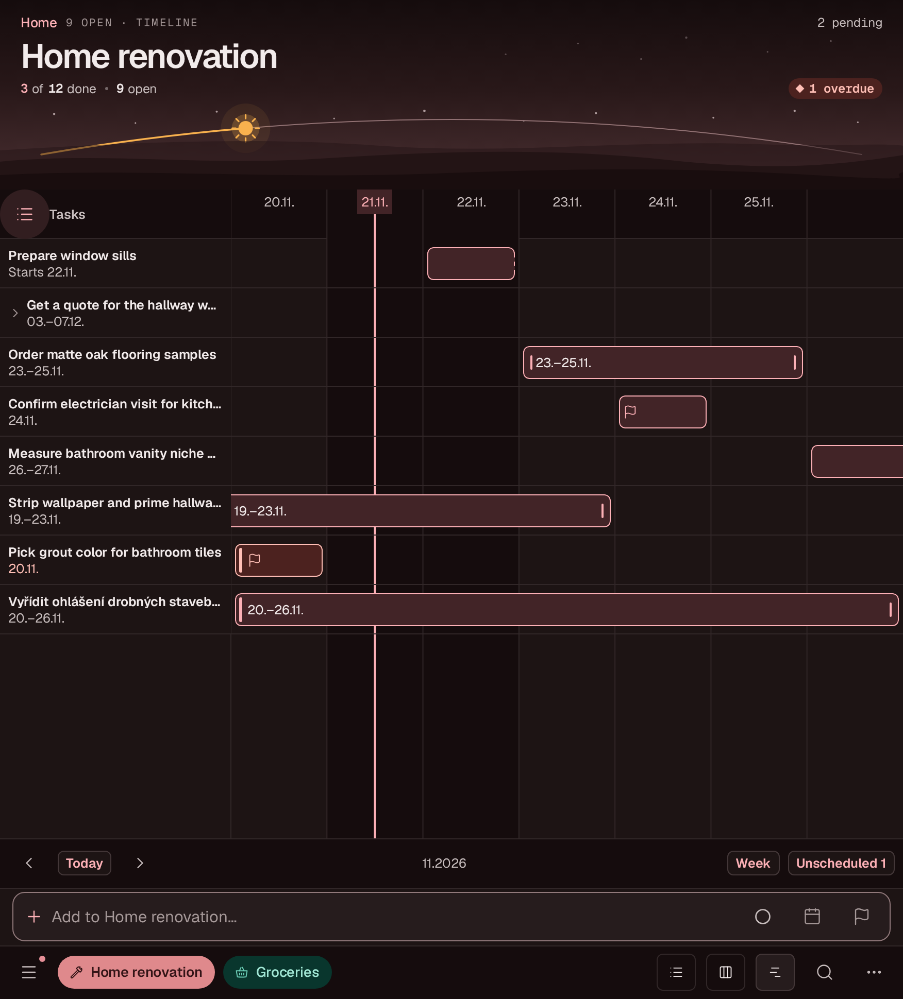 Home 9 OPEN · TIMELINE
2 pending
Home renovation
3 of 12 done • 9 open
1 overdue
Tasks
20.11. 21.11. 22.11. 23.11. 24.11. 25.11.
Prepare window sills
Starts 22.11.
Get a quote for the hallway w...
03.–07.12.
Order matte oak flooring samples
23.–25.11.
23.–25.11.
Confirm electrician visit for kitch...
24.11.
Measure bathroom vanity niche ...
26.–27.11.
Strip wallpaper and prime hallwa...
19.–23.11.
19.–23.11.
Pick grout color for bathroom tiles
20.11.
Vyřídit ohlášení drobných staveb...
20.–26.11.
20.–26.11.
Today
11.2026
Week
Unscheduled 1
Add to Home renovation...
Home renovation
Groceries